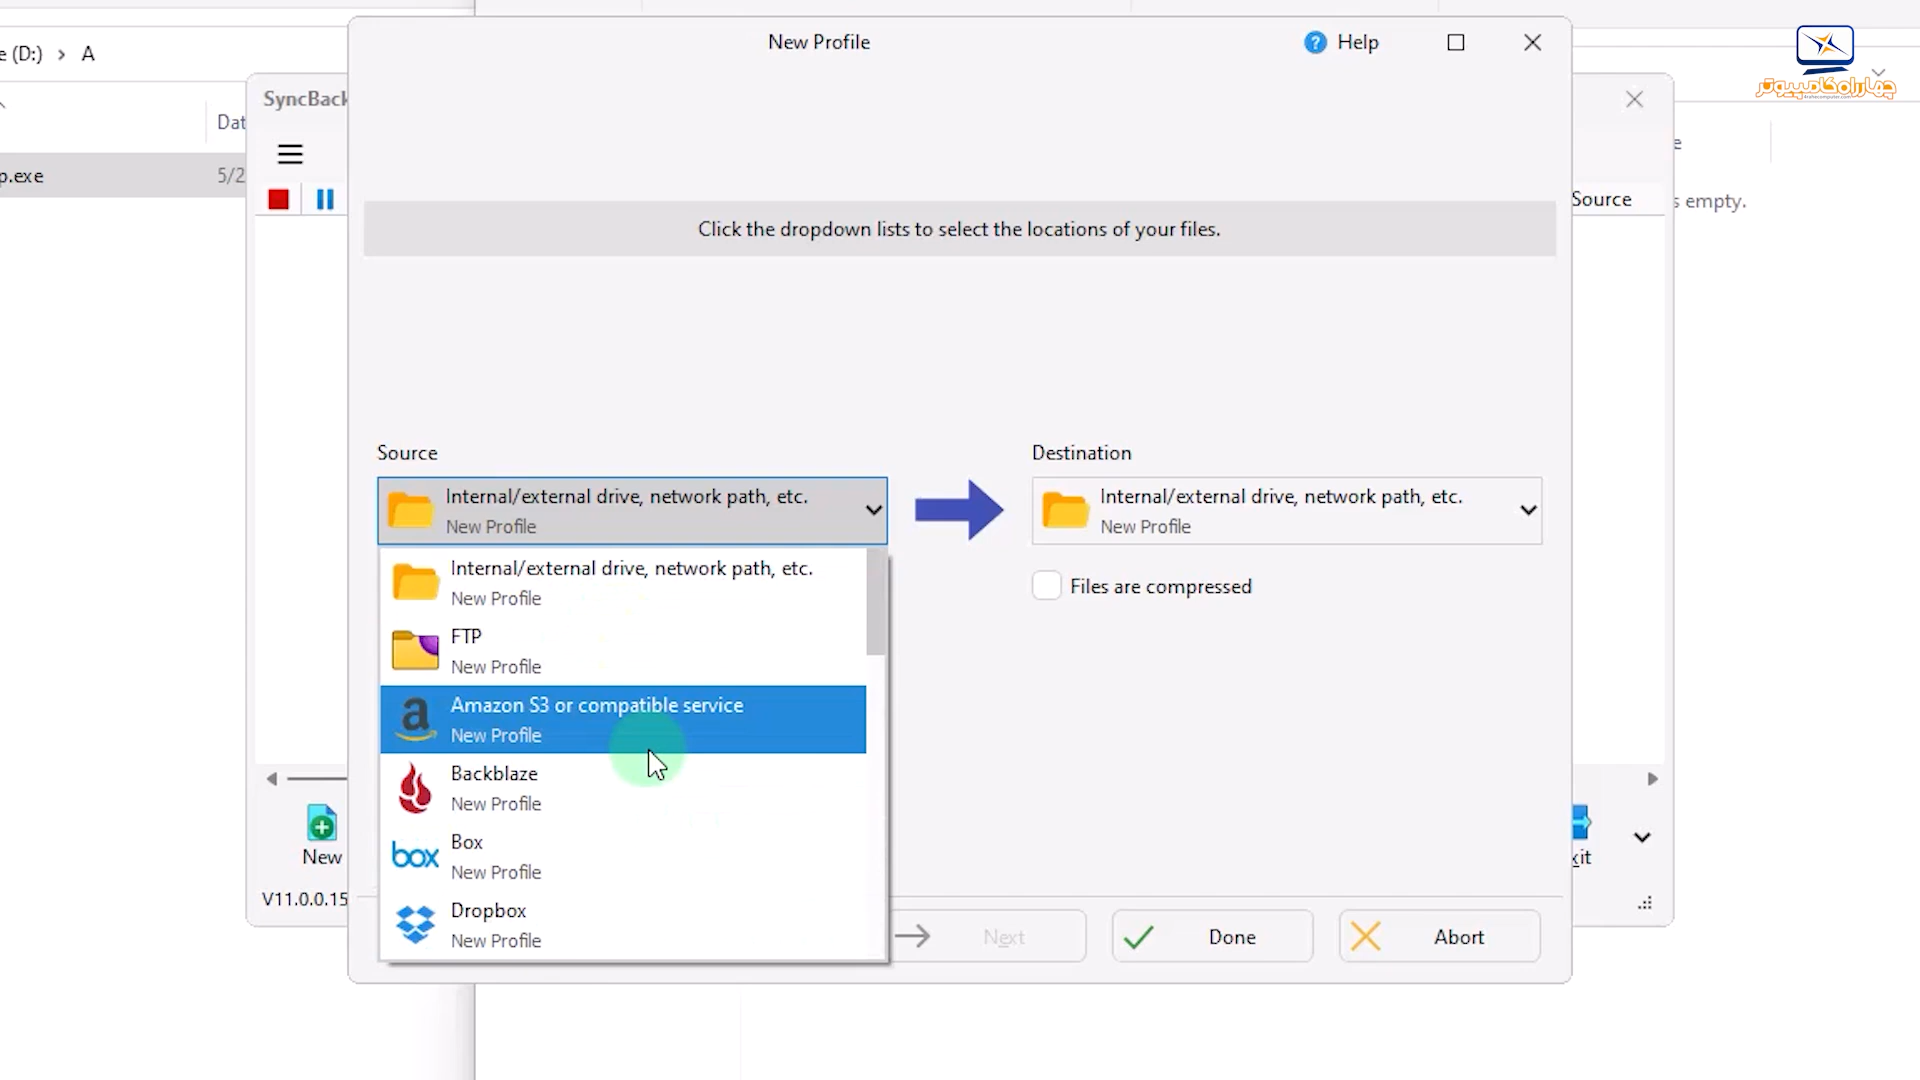 New Profile
Help
e (D:) > A
SyncBack
Dat
e
p.exe
5/2
Source
s empty.
Click the dropdown lists to select the locations of your files.
Source
Destination
Internal/external drive, network path, etc.
New Profile
Internal/external drive, network path, etc.
New Profile
Internal/external drive, network path, etc.
New Profile
Files are compressed
FTP
New Profile
a
Amazon S3 or compatible service
New Profile
Backblaze
New Profile
box
Box
New Profile
Dropbox
New Profile
New
xit
V11.0.0.15
Next
Done
Abort
چهارراه کامپیوتر